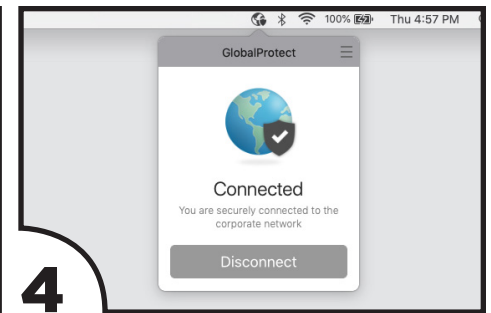 100% Thu 4:57 PM
GlobalProtect
Connected
You are securely connected to the
corporate network
Disconnect
4